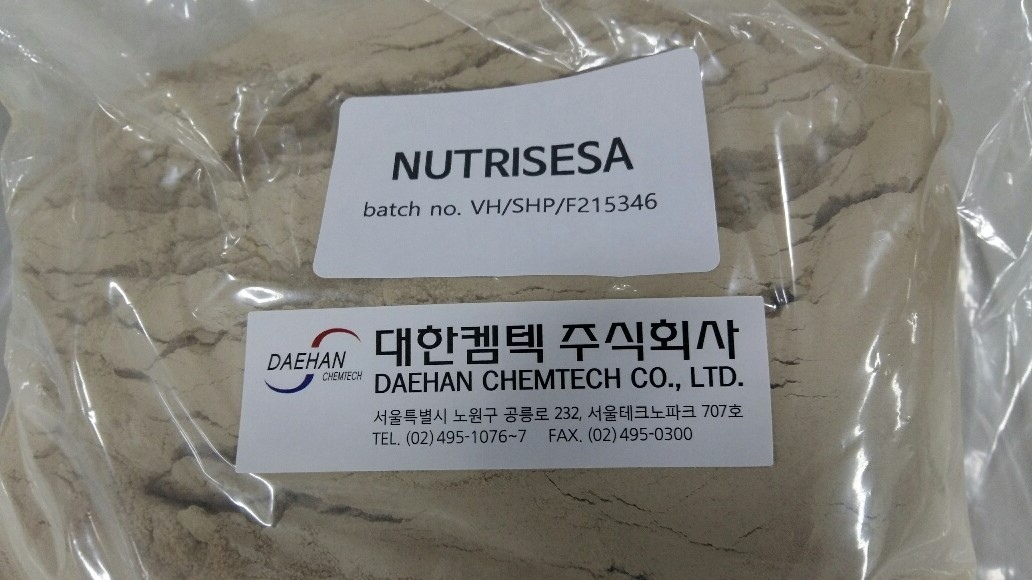 NUTRISESA
batch no. VH/SHP/F215346
DAEHAN
CHEMTECH
대한켐텍 주식회사
DAEHAN CHEMTECH CO., LTD.
서울특별시 노원구 공릉로 232, 서울테크노파크 707호
TEL. (02)495-1076~7 FAX. (02)495-0300